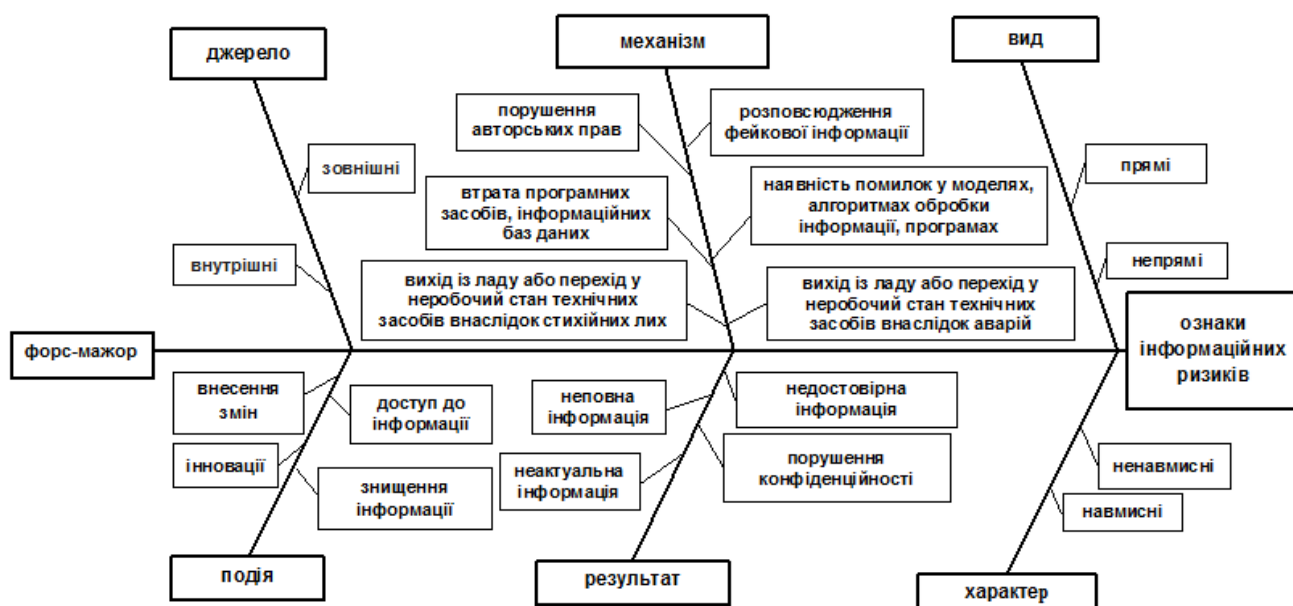 джерело
механізм
вид
порушення
авторських прав
розповсюдження
фейкової інформації
зовнішні
прямі
втрата програмних
засобів, інформаційних
баз даних
наявність помилок у моделях,
алгоритмах обробки
інформації, програмах
внутрішні
непрямі
вихід із ладу або перехід у
неробочий стан технічних
засобів внаслідок стихійних лих
вихід із ладу або перехід у
неробочий стан технічних
засобів внаслідок аварій
форс-мажор
ознаки
інформаційних
ризиків
внесення
змін
доступ до
інформації
неповна
інформація
недостовірна
інформація
інновації
знищення
інформації
неактуальна
інформація
порушення
конфіденційності
ненавмисні
навмисні
подія
результат
характер